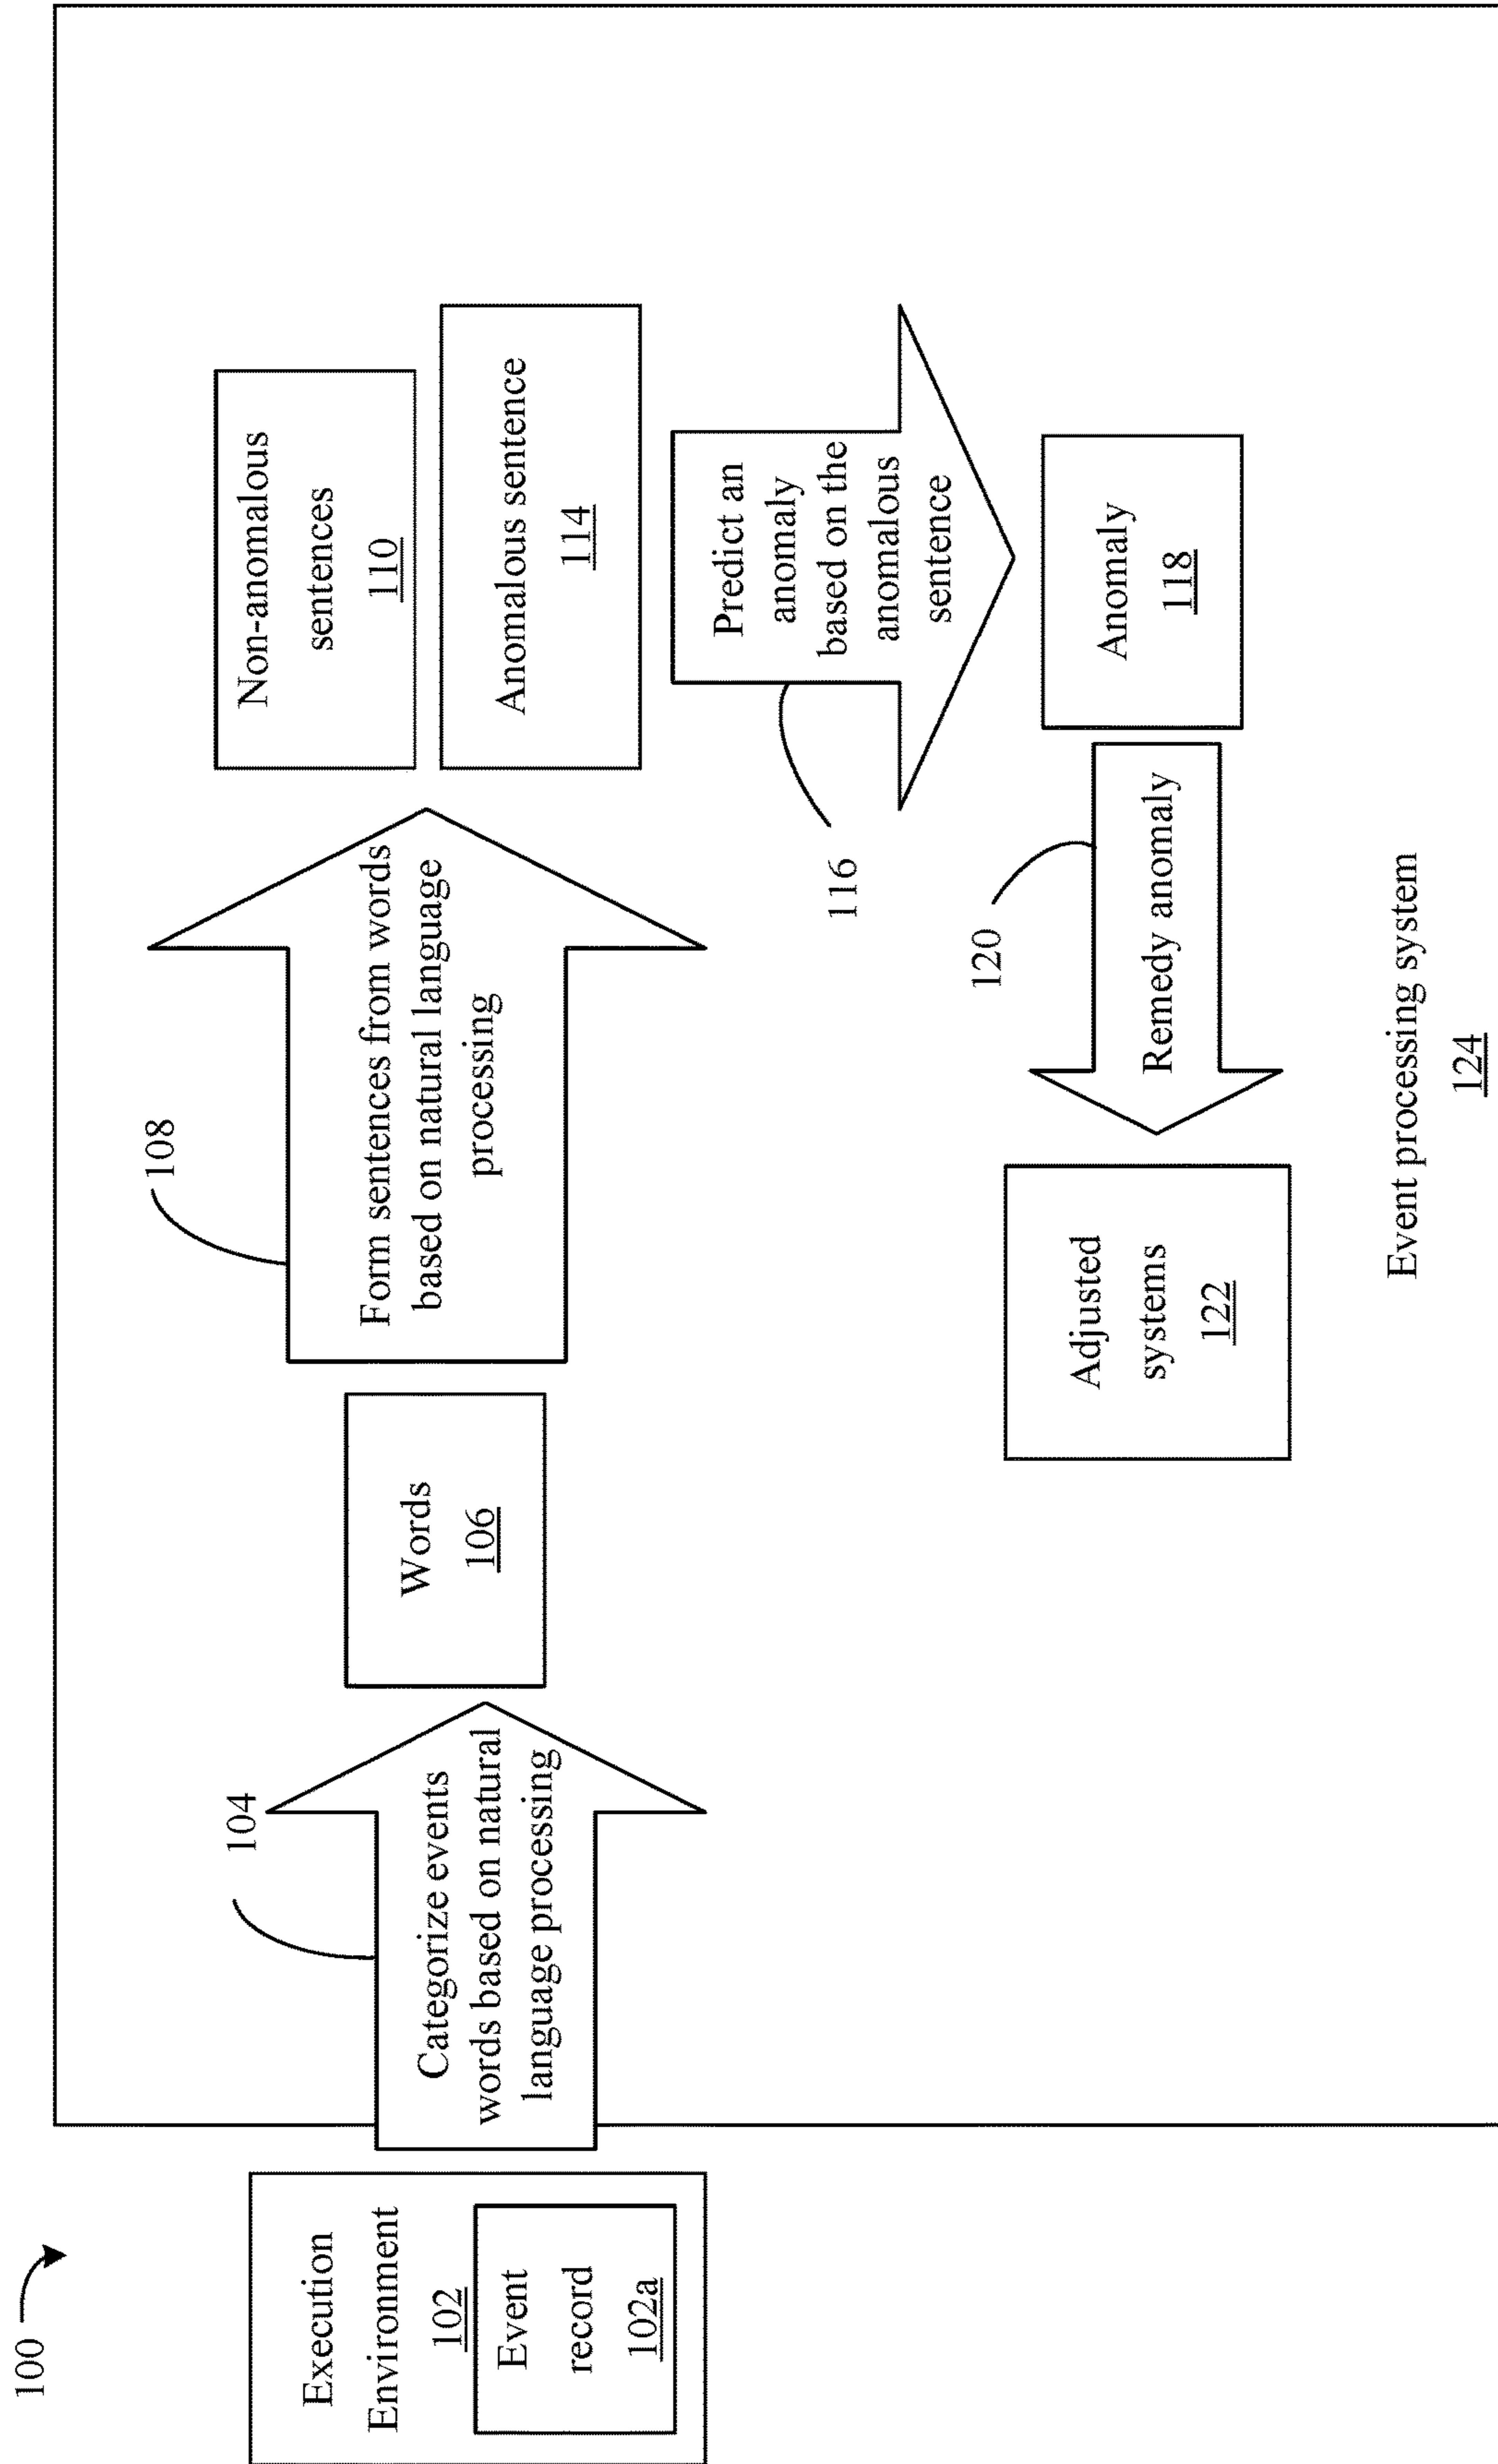 100
Execution
Environment
102
Event
record
102a
104
Categorize events
words based on natural
language processing
Words
106
108
Form sentences from words
based on natural language
processing
Non-anomalous
sentences
110
Anomalous sentence
114
116
Predict an
anomaly
based on the
anomalous
sentence
Anomaly
118
120
Remedy anomaly
Adjusted
systems
122
Event processing system
124